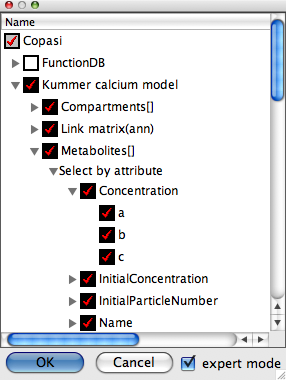 Name
Copasi
FunctionDB
Kummer calcium model
Compartments[]
Link matrix(ann)
Metabolites[]
Select by attribute
Concentration
a
b
c
InitialConcentration
InitialParticleNumber
Name
OK Cancel expert mode